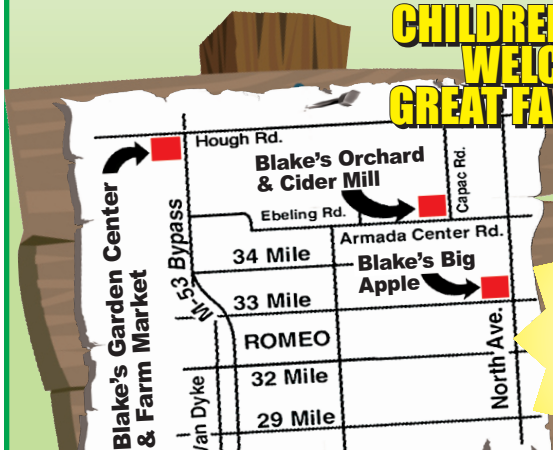 CHILDRE
WELC
GREAT FA
Hough Rd.
Blake's Orchard
& Cider Mill
Capac Rd.
Ebeling Rd.
Armada Center Rd.
Blake's Garden Center
& Farm Market
M-53 Bypass
34 Mile
Blake's Big
Apple
33 Mile
ROMEO
North Ave.
32 Mile
Van Dyke
29 Mile